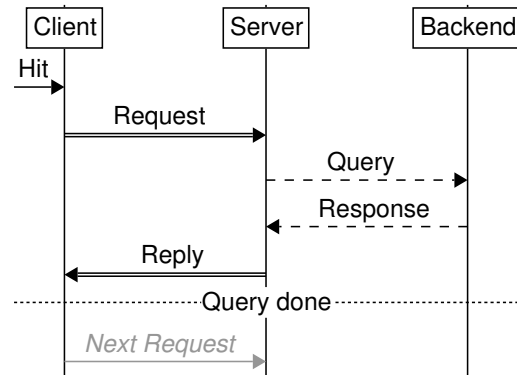 Client Server Backend
Hit
Request
Query
Response
Reply
Query done
Next Request